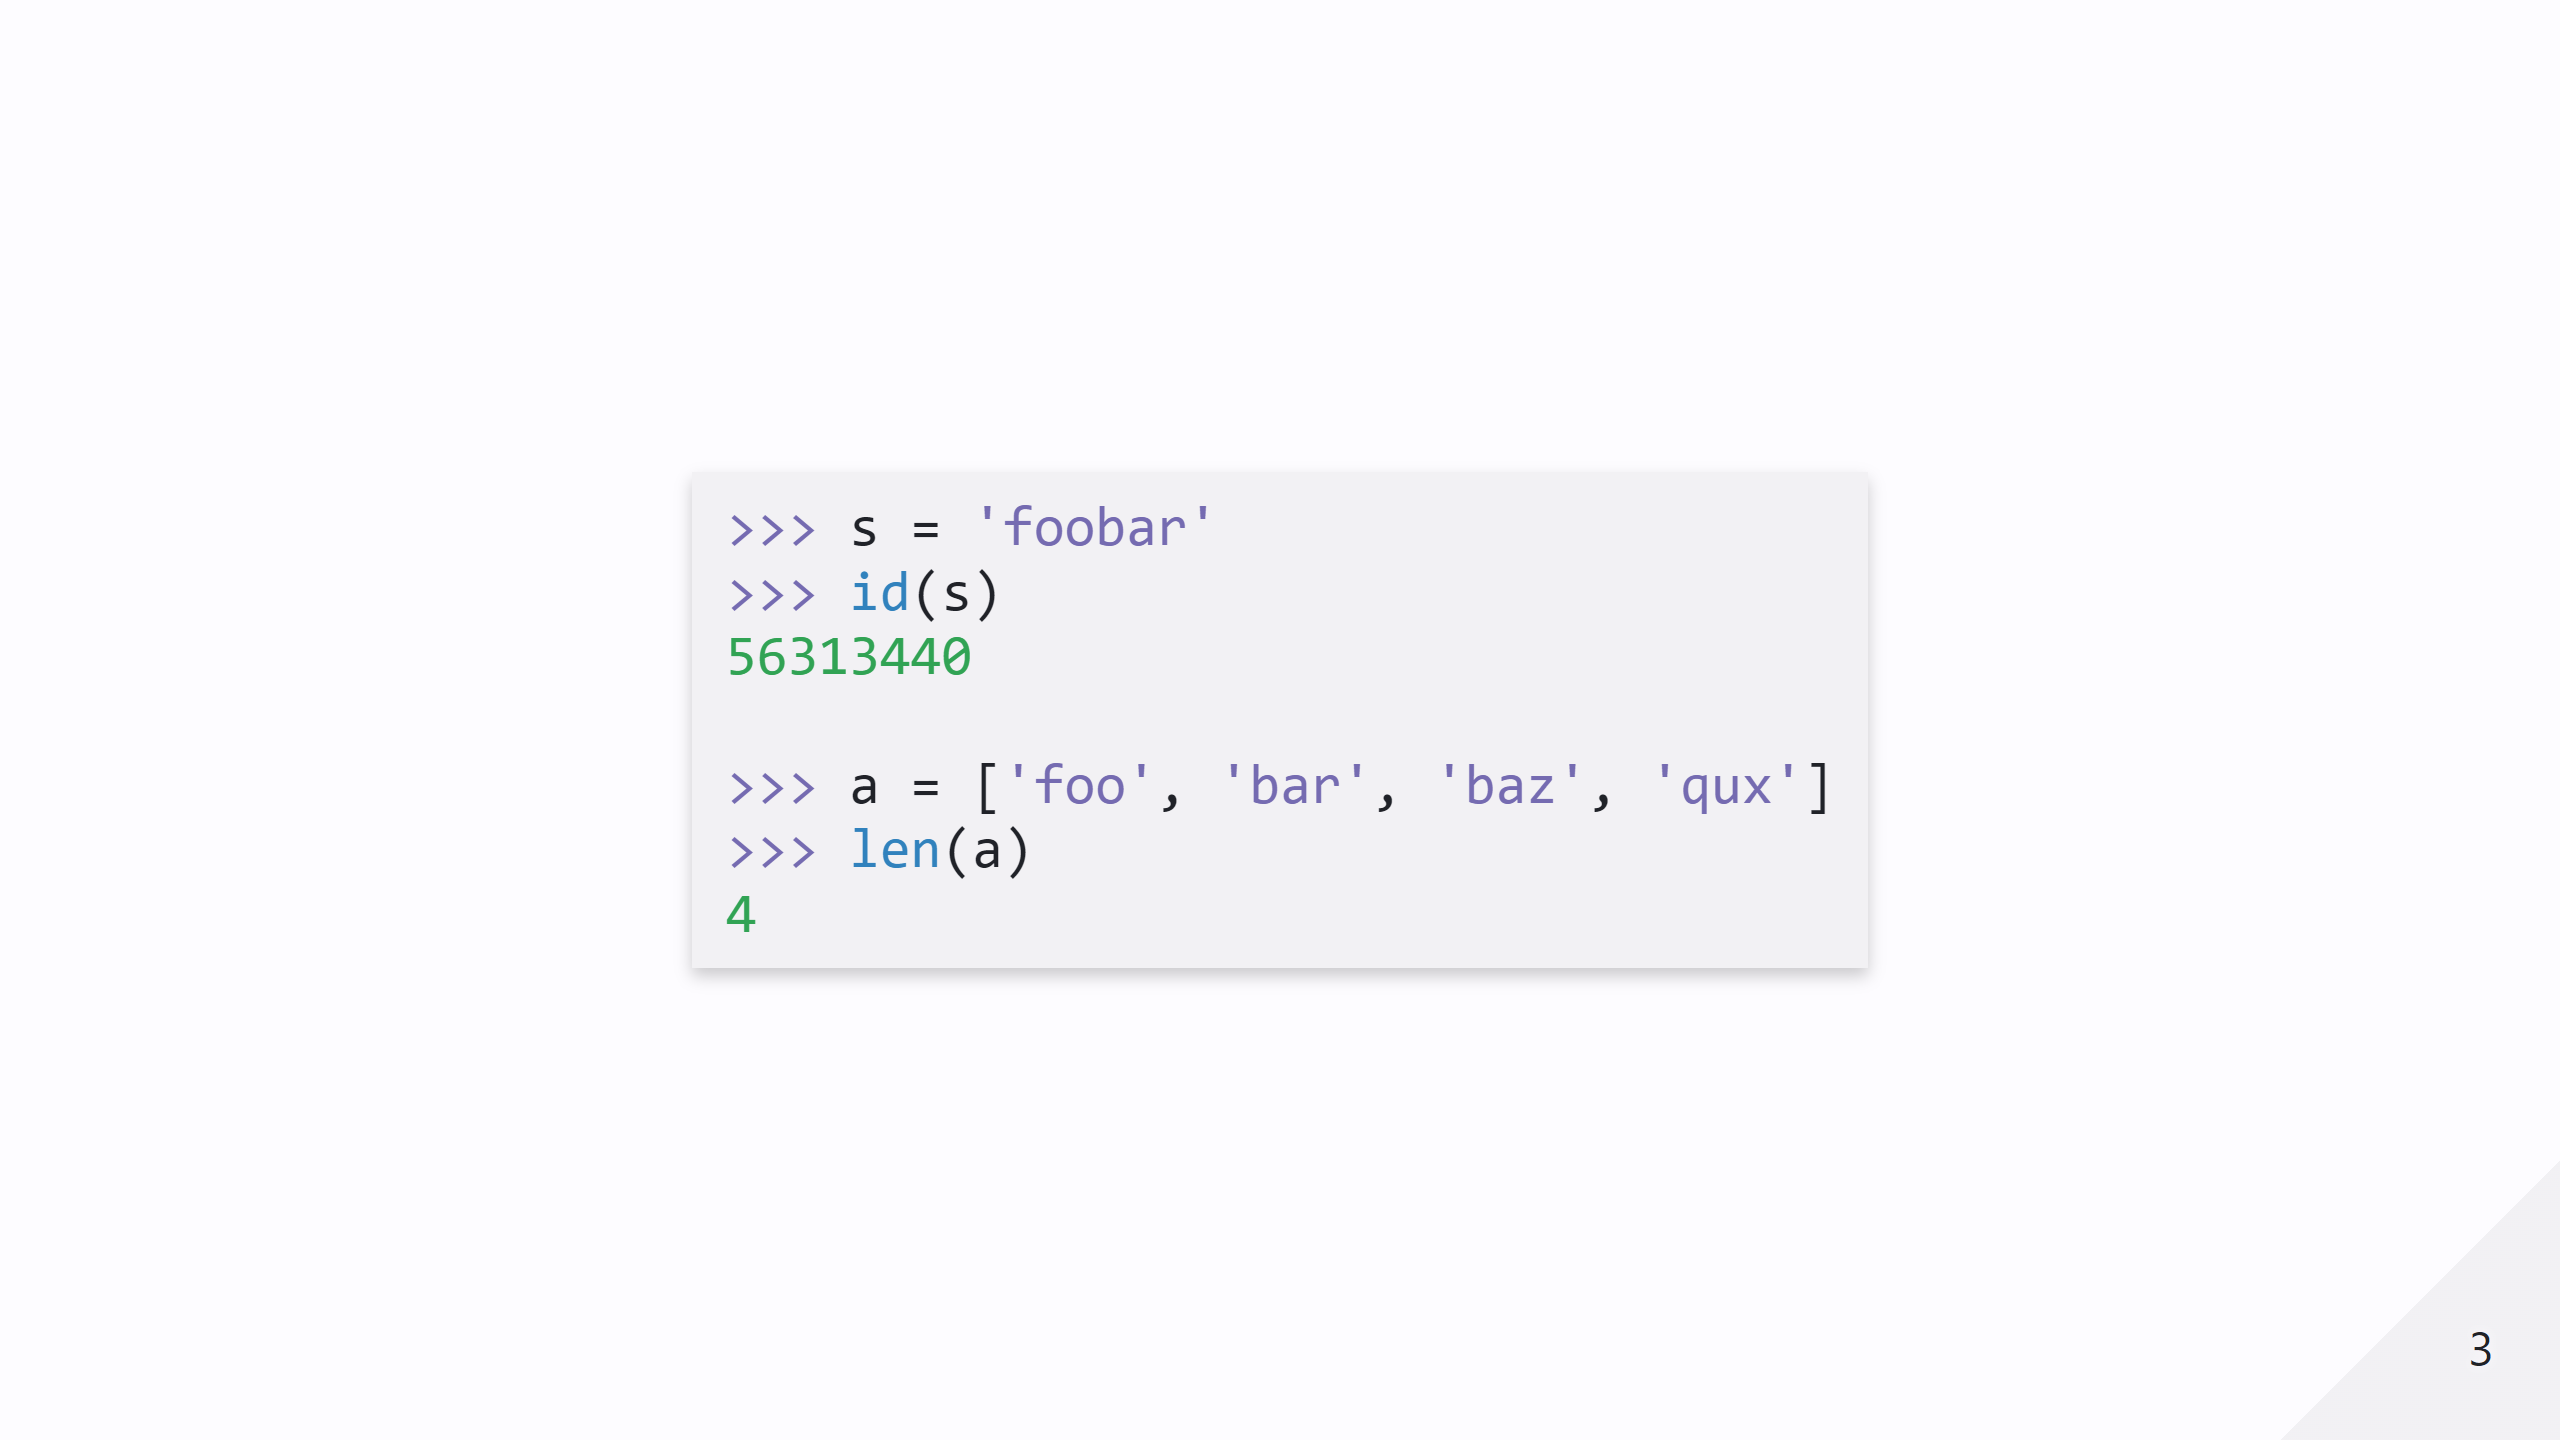 >>> s = 'foobar'
>>> id(s)
56313440
>>> a = ['foo', 'bar', 'baz', 'qux']
>>> len(a)
4
3